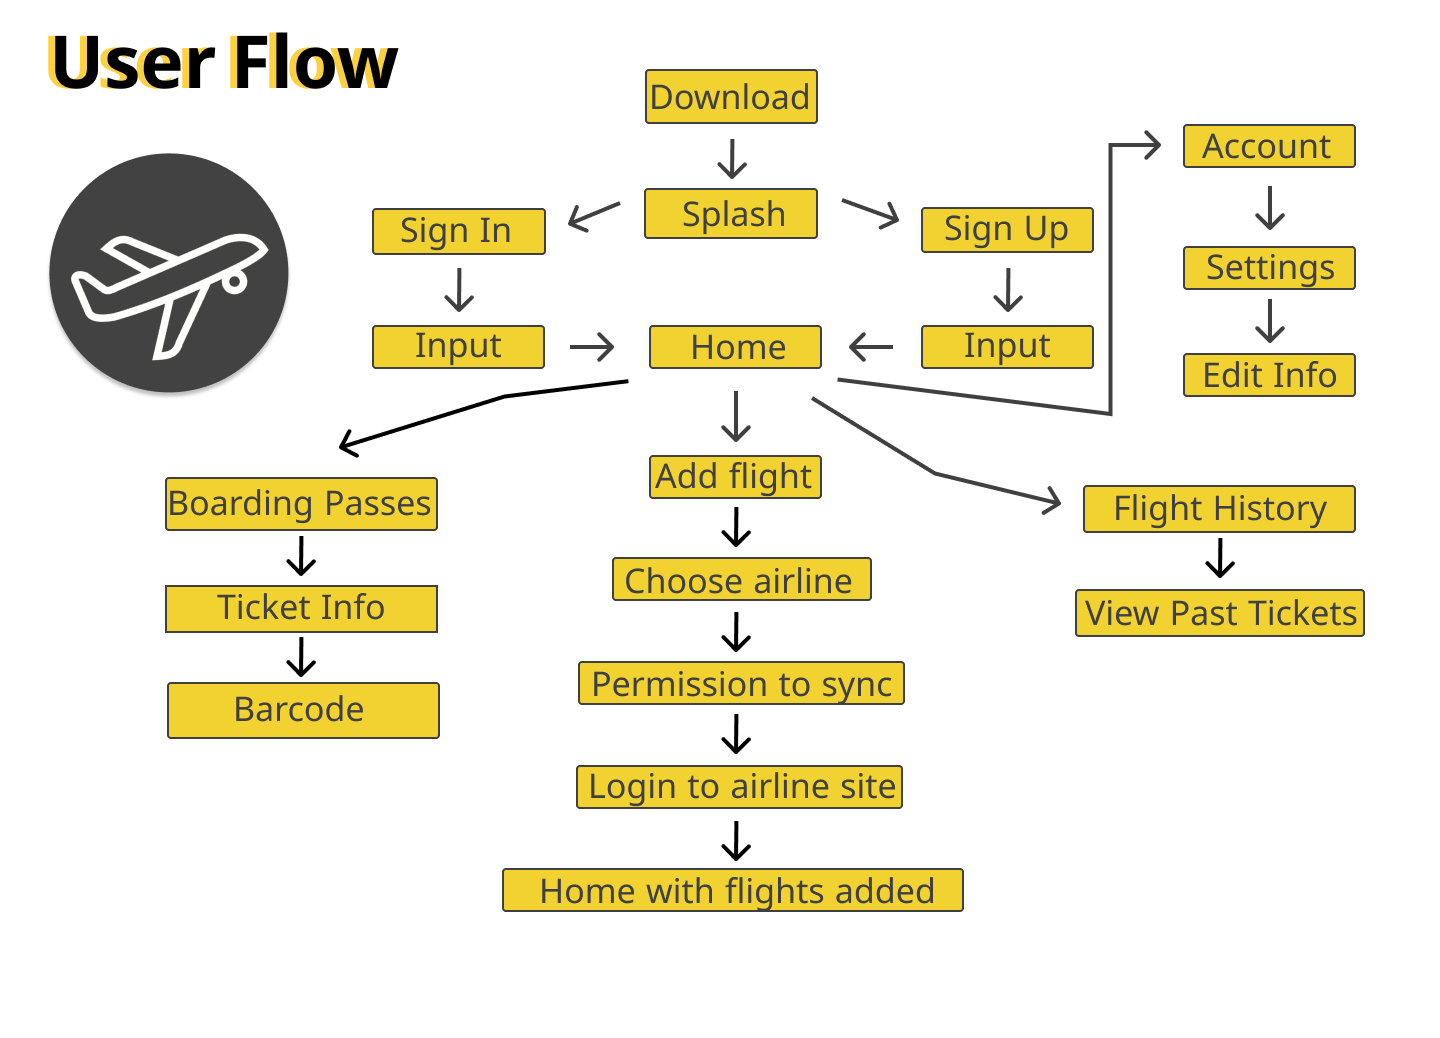 User Flow
Download
Splash
Sign In
Sign Up
Input
Home
Input
Account
Settings
Edit Info
Boarding Passes
Ticket Info
Barcode
Add flight
Choose airline
Permission to sync
Login to airline site
Home with flights added
Flight History
View Past Tickets